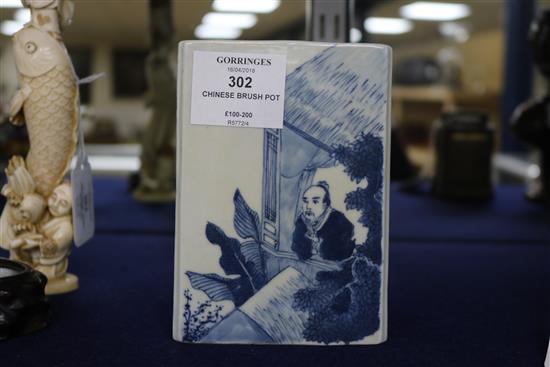 GORRINGES
16/04/2018
302
CHINESE BRUSH POT
£100-200
R5772/4